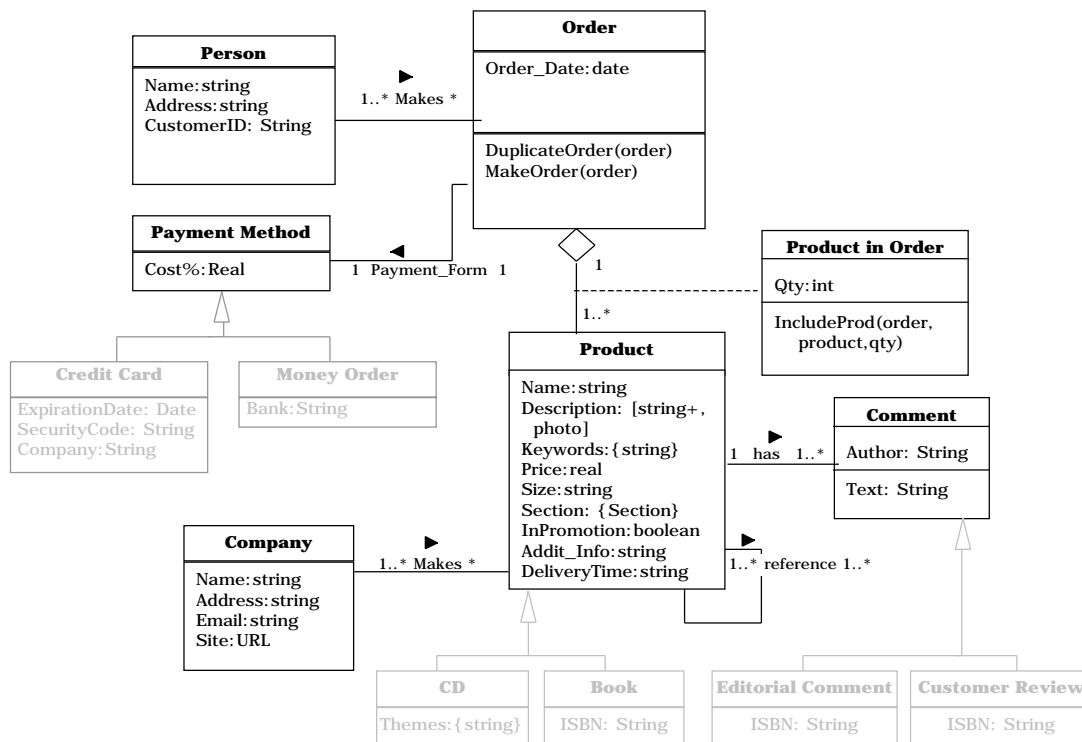 Order
Order_Date:date
DuplicateOrder(order)
MakeOrder(order)
Person
Name:string
Address:string
CustomerID: String
1..* Makes *
Payment Method
Cost%:Real
1 Payment_Form 1
1
1..*
Product in Order
Qty:int
IncludeProd(order,
product,qty)
Credit Card
ExpirationDate: Date
SecurityCode: String
Company:String
Money Order
Bank:String
Product
Name:string
Description: [string+,
photo]
Keywords:{string}
Price:real
Size:string
Section: {Section}
InPromotion:boolean
Addit_Info:string
DeliveryTime:string
1 has 1..*
Comment
Author: String
Text: String
1..* reference 1..*
Company
Name:string
Address:string
Email:string
Site:URL
1..* Makes *
CD
Themes:{string}
Book
ISBN: String
Editorial Comment
ISBN: String
Customer Review
ISBN: String